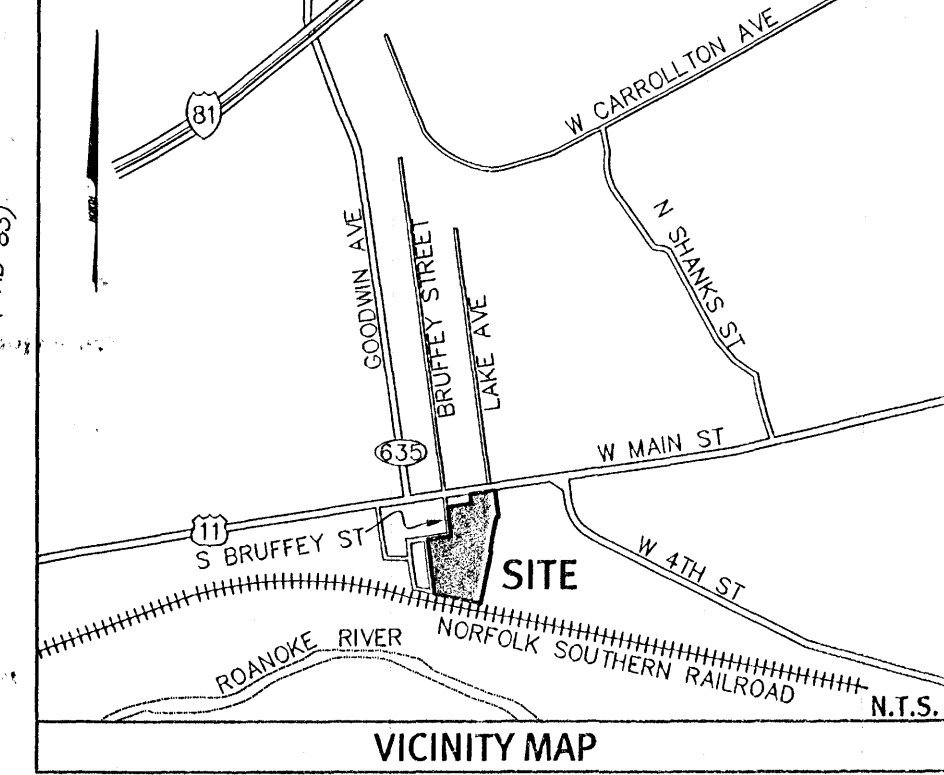 81
W CARROLLTON AVE
N SHANKS ST
GOODWIN AVE
BRUFFEY STREET
LAKE AVE
635
W MAIN ST
11
S BRUFFEY ST
SITE
W 4TH ST
NORFOLK SOUTHERN RAILROAD
ROANOKE RIVER
N.T.S.
VICINITY MAP